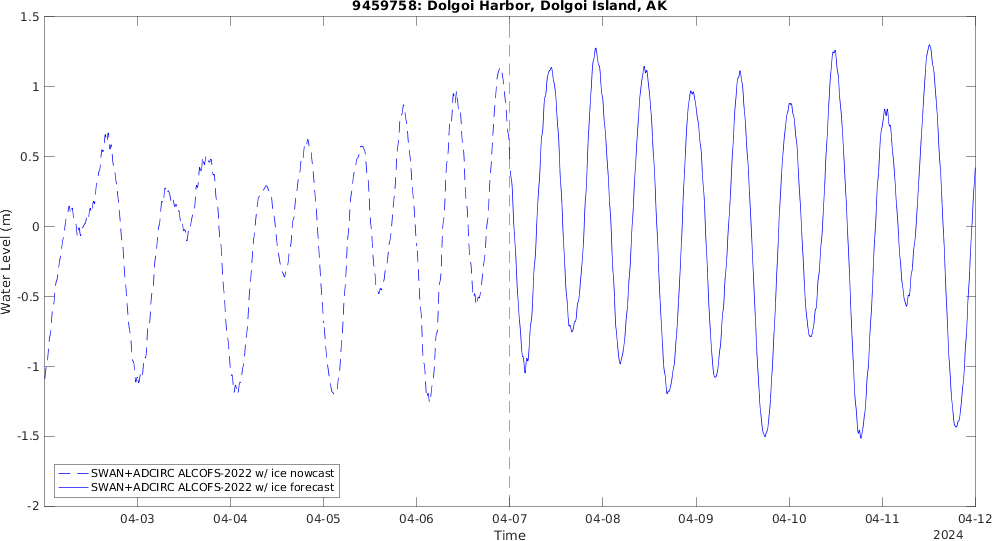 9459758: Dolgoi Harbor, Dolgoi Island, AK
1.5
1
0.5
0
-0.5
-1
-1.5
-2
Water Level (m)
SWAN+ADCIRC ALCOFS-2022 w/ ice nowcast
SWAN+ADCIRC ALCOFS-2022 w/ ice forecast
04-03 04-04 04-05 04-06 04-07 04-08 04-09 04-10 04-11 04-12
Time
2024